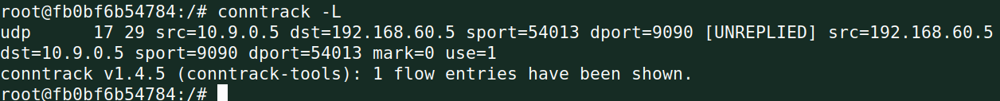 root@fb0bf6b54784:/# conntrack -L
udp      17 29 src=10.9.0.5 dst=192.168.60.5 sport=54013 dport=9090 [UNREPLIED] src=192.168.60.5
dst=10.9.0.5 sport=9090 dport=54013 mark=0 use=1
conntrack v1.4.5 (conntrack-tools): 1 flow entries have been shown.
root@fb0bf6b54784:/#